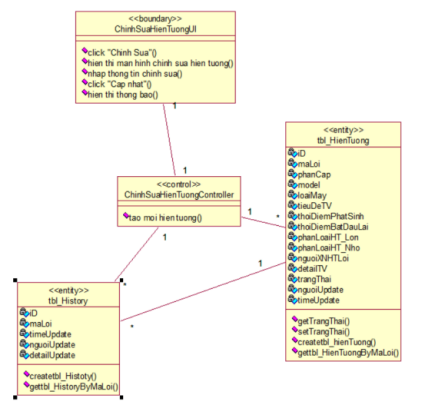 <<boundary>>
ChinhSuaHienTuongUI
click "Chinh Sua"()
hien thi man hinh chinh sua hien tuong()
nhap thong tin chinh sua()
click "Cap nhat"()
hien thi thong bao()
1
1
<<control>>
ChinhSuaHienTuongController
tao moi hien tuong()
1
*
1
*
<<entity>>
tbl_HienTuong
iD
maLoi
phanCap
model
loaiMay
tieuDeTV
thoiDiemPhatSinh
thoiDiemBatDauLai
phanLoaiHT_Lon
phanLoaiHT_Nho
nguoiXNHTLoi
detailTV
trangThai
nguoiUpdate
timeUpdate
getTrangThai()
setTrangThai()
createtbl_hienTuong()
gettbl_HienTuongByMaLoi()
1
*
<<entity>>
tbl_History
iD
maLoi
timeUpdate
nguoiUpdate
detailUpdate
createtbl_Histoty()
gettbl_HistoryByMaLoi()